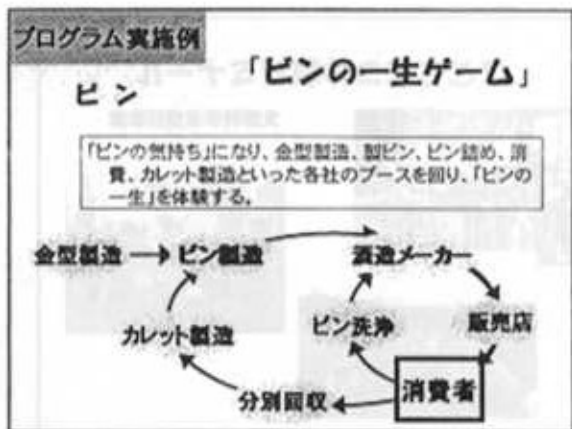 プログラム実施例
「ビンの一生ゲーム」
ビン
「ビンの気持ち」になり、金型製造、製ビン、ビン詰め、消
費、カレット製造といった各社のブースを回り、「ビンの
一生」を体験する。
金型製造
ビン製造
酒造メーカー
カレット製造
ビン洗浄
販売店
分別回収
消費者